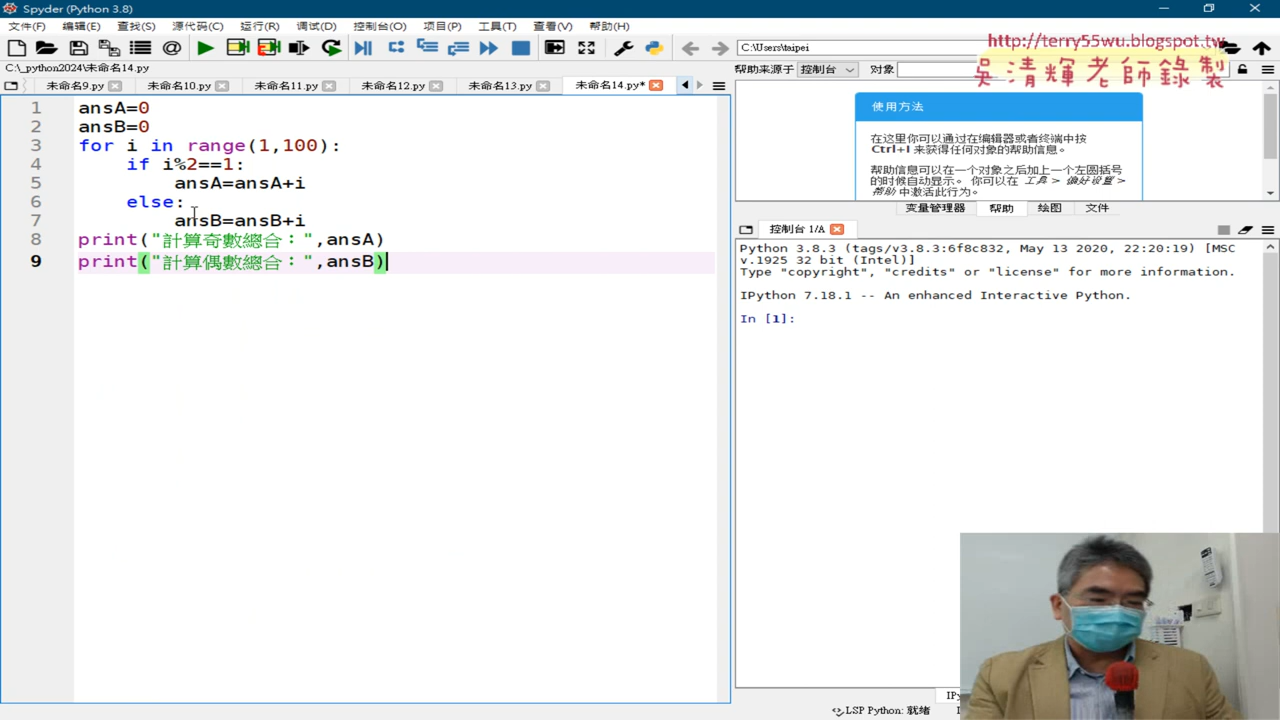 Spyder (Python 3.8)
文件(F) 编辑(E) 查找(S) 源代码(C) 运行(R) 调试(D) 控制台(O) 项目(P) 工具(T) 查看(V) 帮助(H)
C:\Users\taipei
http://terry55wu.blogspot.tw
吳清輝老師錄製
C:\_python2024\未命名14.py
帮助来源于 控制台 对象
未命名9.py 未命名10.py 未命名11.py 未命名12.py 未命名13.py 未命名14.py*
1 ansA=0
2 ansB=0
3 for i in range(1,100):
4 if i%2==1:
5 ansA=ansA+i
6 else:
7 ansB=ansB+i
8 print("計算奇數總合：",ansA)
9 print("計算偶數總合：",ansB)
使用方法
在这里你可以通过在编辑器或者终端中按
Ctrl+I 来获得任何对象的帮助信息。
帮助信息可以在一个对象之后加上一个左圆括号
的时候自动显示。 你可以在 工具 > 偏好设置 >
帮助 中激活此行为。
变量管理器 帮助 绘图 文件
控制台 1/A
Python 3.8.3 (tags/v3.8.3:6f8c832, May 13 2020, 22:20:19) [MSC
v.1925 32 bit (Intel)]
Type "copyright", "credits" or "license" for more information.
IPython 7.18.1 -- An enhanced Interactive Python.
In [1]:
LSP Python: 就绪